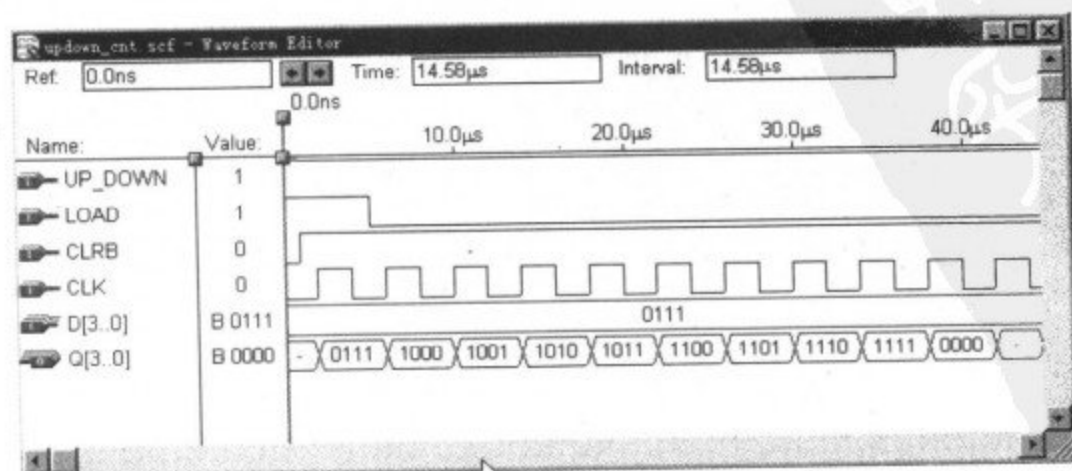 updown_cnt.scf - Waveform Editor
Ref: 0.0ns Time: 14.58μs Interval: 14.58μs
0.0ns
Name: Value: 10.0μs 20.0μs 30.0μs 40.0μs
UP_DOWN 1
LOAD 1
CLRB 0
CLK 0
D[3..0] B 0111 0111
Q[3..0] B 0000 - 0111 1000 1001 1010 1011 1100 1101 1110 1111 0000 -